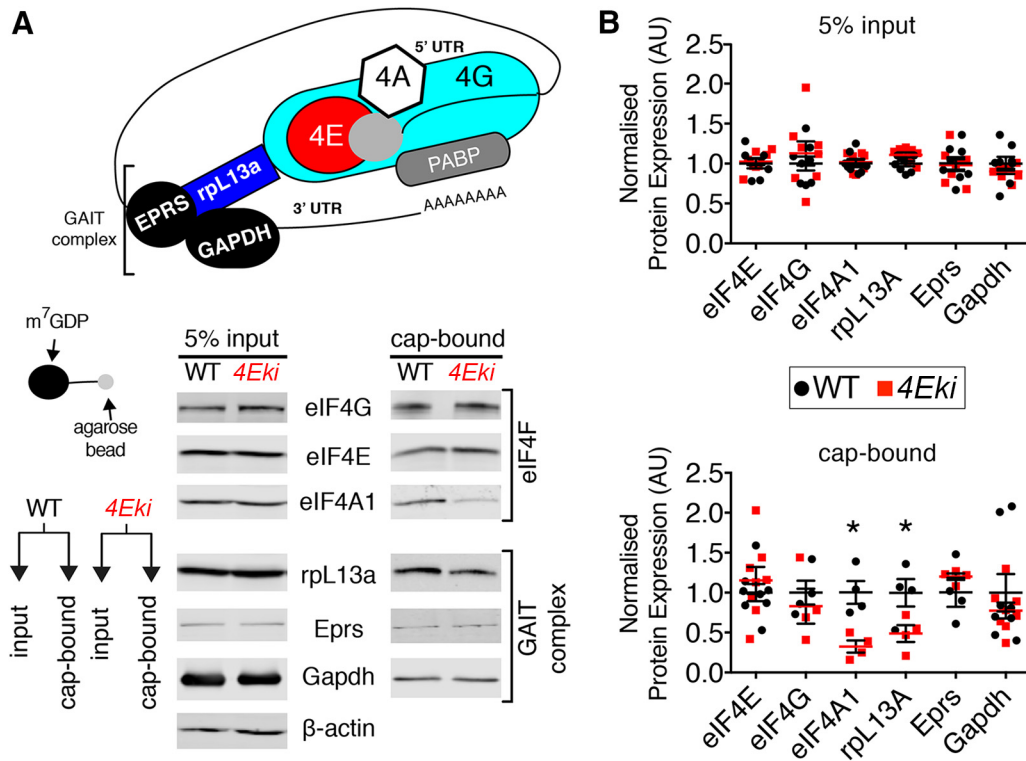 A
5' UTR
4A
4G
4E
PABP
rpL13a
EPRS
GAPDH
GAIT
complex
3' UTR
AAAAAAAA
m⁷GDP
agarose
bead
WT 4Eki
input
cap-bound
input
cap-bound
5% input cap-bound
WT 4Eki WT 4Eki
eIF4G
eIF4E
eIF4A1
eIF4F
rpL13a
Eprs
Gapdh
GAIT
complex
β-actin
B
5% input
Normalised
Protein Expression (AU)
2.5
2.0
1.5
1.0
0.5
0.0
eIF4E
eIF4G
eIF4A1
rpL13A
Eprs
Gapdh
WT 4Eki
cap-bound
Normalised
Protein Expression (AU)
2.5
2.0
1.5
1.0
0.5
0.0
* *
eIF4E
eIF4G
eIF4A1
rpL13A
Eprs
Gapdh